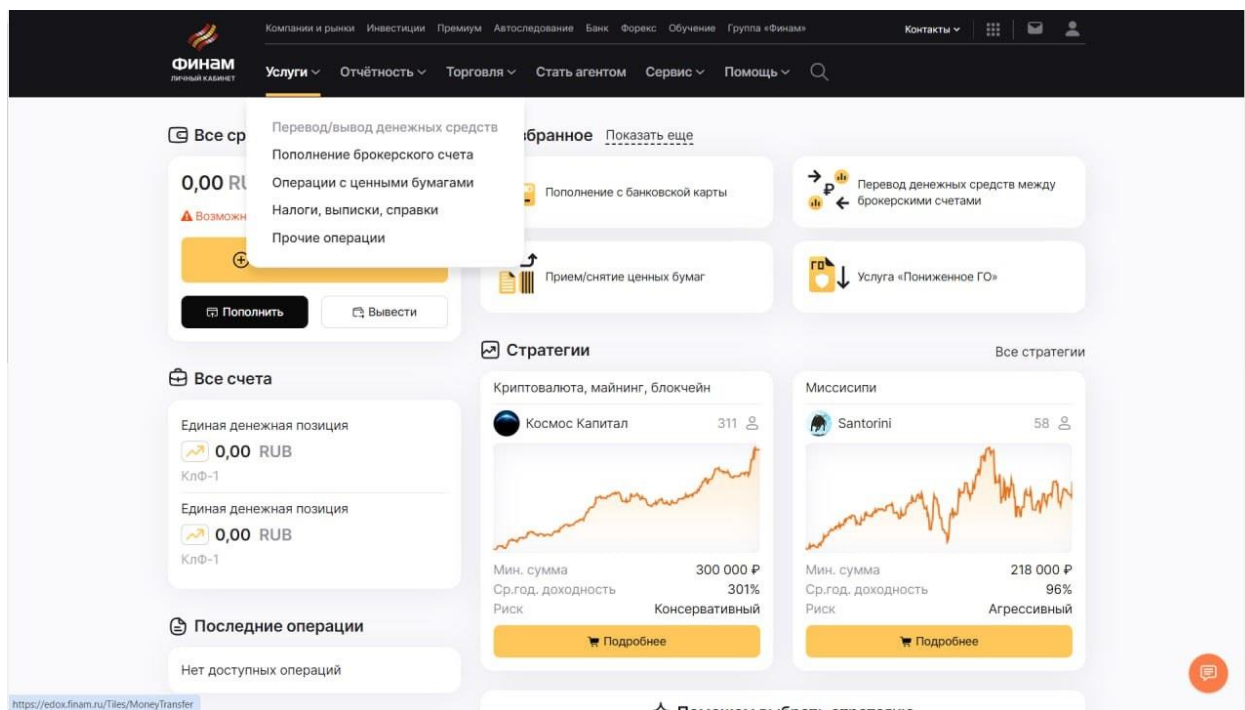 Компании и рынки Инвестиции Премиум Автоследование Банк Форекс Обучение Группа «Финам» Контакты
ФИНАМ
ЛИЧНЫЙ КАБИНЕТ
Услуги Отчётность Торговля Стать агентом Сервис Помощь
Перевод/вывод денежных средств
Пополнение брокерского счета
Операции с ценными бумагами
Налоги, выписки, справки
Прочие операции
Все ср
0,00 RU
Возможн
Пополнить Вывести
бранное Показать еще
Пополнение с банковской карты
Перевод денежных средств между
брокерскими счетами
Прием/снятие ценных бумаг
ГО
Услуга «Пониженное ГО»
Все счета
Единая денежная позиция
0,00 RUB
КлФ-1
Единая денежная позиция
0,00 RUB
КлФ-1
Последние операции
Нет доступных операций
Стратегии Все стратегии
Криптовалюта, майнинг, блокчейн
Космос Капитал 311
Мин. сумма 300 000 ₽
Ср.год. доходность 301%
Риск Консервативный
Подробнее
Миссисипи
Santorini 58
Мин. сумма 218 000 ₽
Ср.год. доходность 96%
Риск Агрессивный
Подробнее
https://edox.finam.ru/Tiles/MoneyTransfer